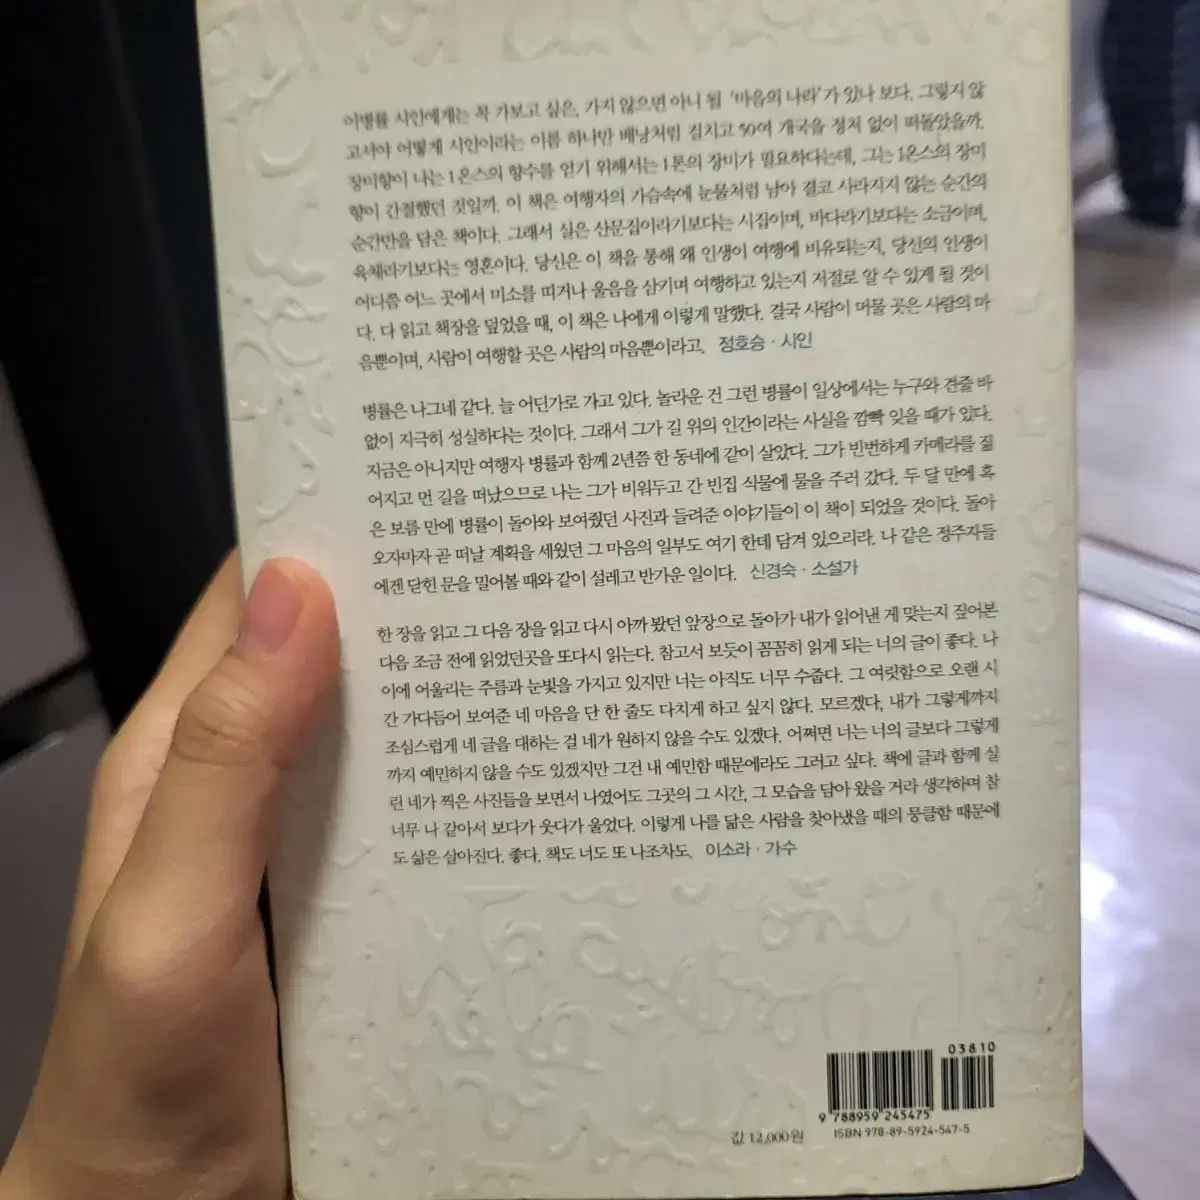 이병률 시인에게는 꼭 가보고 싶은, 가지 않으면 아니 될 '마음의 나라'가 있나 보다. 그렇지 않
고서야 어떻게 시인이라는 이름 하나만 배낭처럼 걸치고 50여 개국을 정처 없이 떠돌았을까.
장미향이 나는 1온스의 향수를 얻기 위해서는 1톤의 장미가 필요하다는데, 그는 1온스의 장미
향이 간절했던 것일까. 이 책은 여행자의 가슴속에 눈물처럼 남아 결코 사라지지 않는 순간의
순간만을 담은 책이다. 그래서 실은 산문집이라기보다는 시집이며, 바다라기보다는 소금이며,
육체라기보다는 영혼이다. 당신은 이 책을 통해 왜 인생이 여행에 비유되는지, 당신의 인생이
어디쯤 어느 곳에서 미소를 띠거나 울음을 삼키며 여행하고 있는지 저절로 알 수 있게 될 것이
다. 다 읽고 책장을 덮었을 때, 이 책은 나에게 이렇게 말했다. 결국 사람이 머물 곳은 사람의 마
음뿐이며, 사람이 여행할 곳은 사람의 마음뿐이라고. 정호승 · 시인
병률은 나그네 같다. 늘 어딘가로 가고 있다. 놀라운 건 그런 병률이 일상에서는 누구와 견줄 바
없이 지극히 성실하다는 것이다. 그래서 그가 길 위의 인간이라는 사실을 깜빡 잊을 때가 있다.
지금은 아니지만 여행자 병률과 함께 2년쯤 한 동네에 같이 살았다. 그가 빈번하게 카메라를 짊
어지고 먼 길을 떠났으므로 나는 그가 비워두고 간 빈집 식물에 물을 주러 갔다. 두 달 만에 혹
은 보름 만에 병률이 돌아와 보여줬던 사진과 들려준 이야기들이 이 책이 되었을 것이다. 돌아
오자마자 곧 떠날 계획을 세웠던 그 마음의 일부도 여기 한데 담겨 있으리라. 나 같은 정주자들
에겐 닫힌 문을 밀어볼 때와 같이 설레고 반가운 일이다. 신경숙 · 소설가
한 장을 읽고 그 다음 장을 읽고 다시 아까 봤던 앞장으로 돌아가 내가 읽어낸 게 맞는지 짚어본
다음 조금 전에 읽었던곳을 또다시 읽는다. 참고서 보듯이 꼼꼼히 읽게 되는 너의 글이 좋다. 나
이에 어울리는 주름과 눈빛을 가지고 있지만 너는 아직도 너무 수줍다. 그 여릿함으로 오랜 시
간 가다듬어 보여준 네 마음을 단 한 줄도 다치게 하고 싶지 않다. 모르겠다, 내가 그렇게까지
조심스럽게 네 글을 대하는 걸 네가 원하지 않을 수도 있겠다. 어쩌면 너는 너의 글보다 그렇게
까지 예민하지 않을 수도 있겠지만 그건 내 예민함 때문에라도 그러고 싶다. 책에 글과 함께 실
린 네가 찍은 사진들을 보면서 나였어도 그곳의 그 시간, 그 모습을 담아 왔을 거라 생각하며 참
너무 나 같아서 보다가 웃다가 울었다. 이렇게 나를 닮은 사람을 찾아냈을 때의 뭉클함 때문에
도 삶은 살아진다. 좋다. 책도 너도 또 나조차도. 이소라 · 가수
03810
9 788959 245475
값 12,000원
ISBN 978-89-5924-547-5